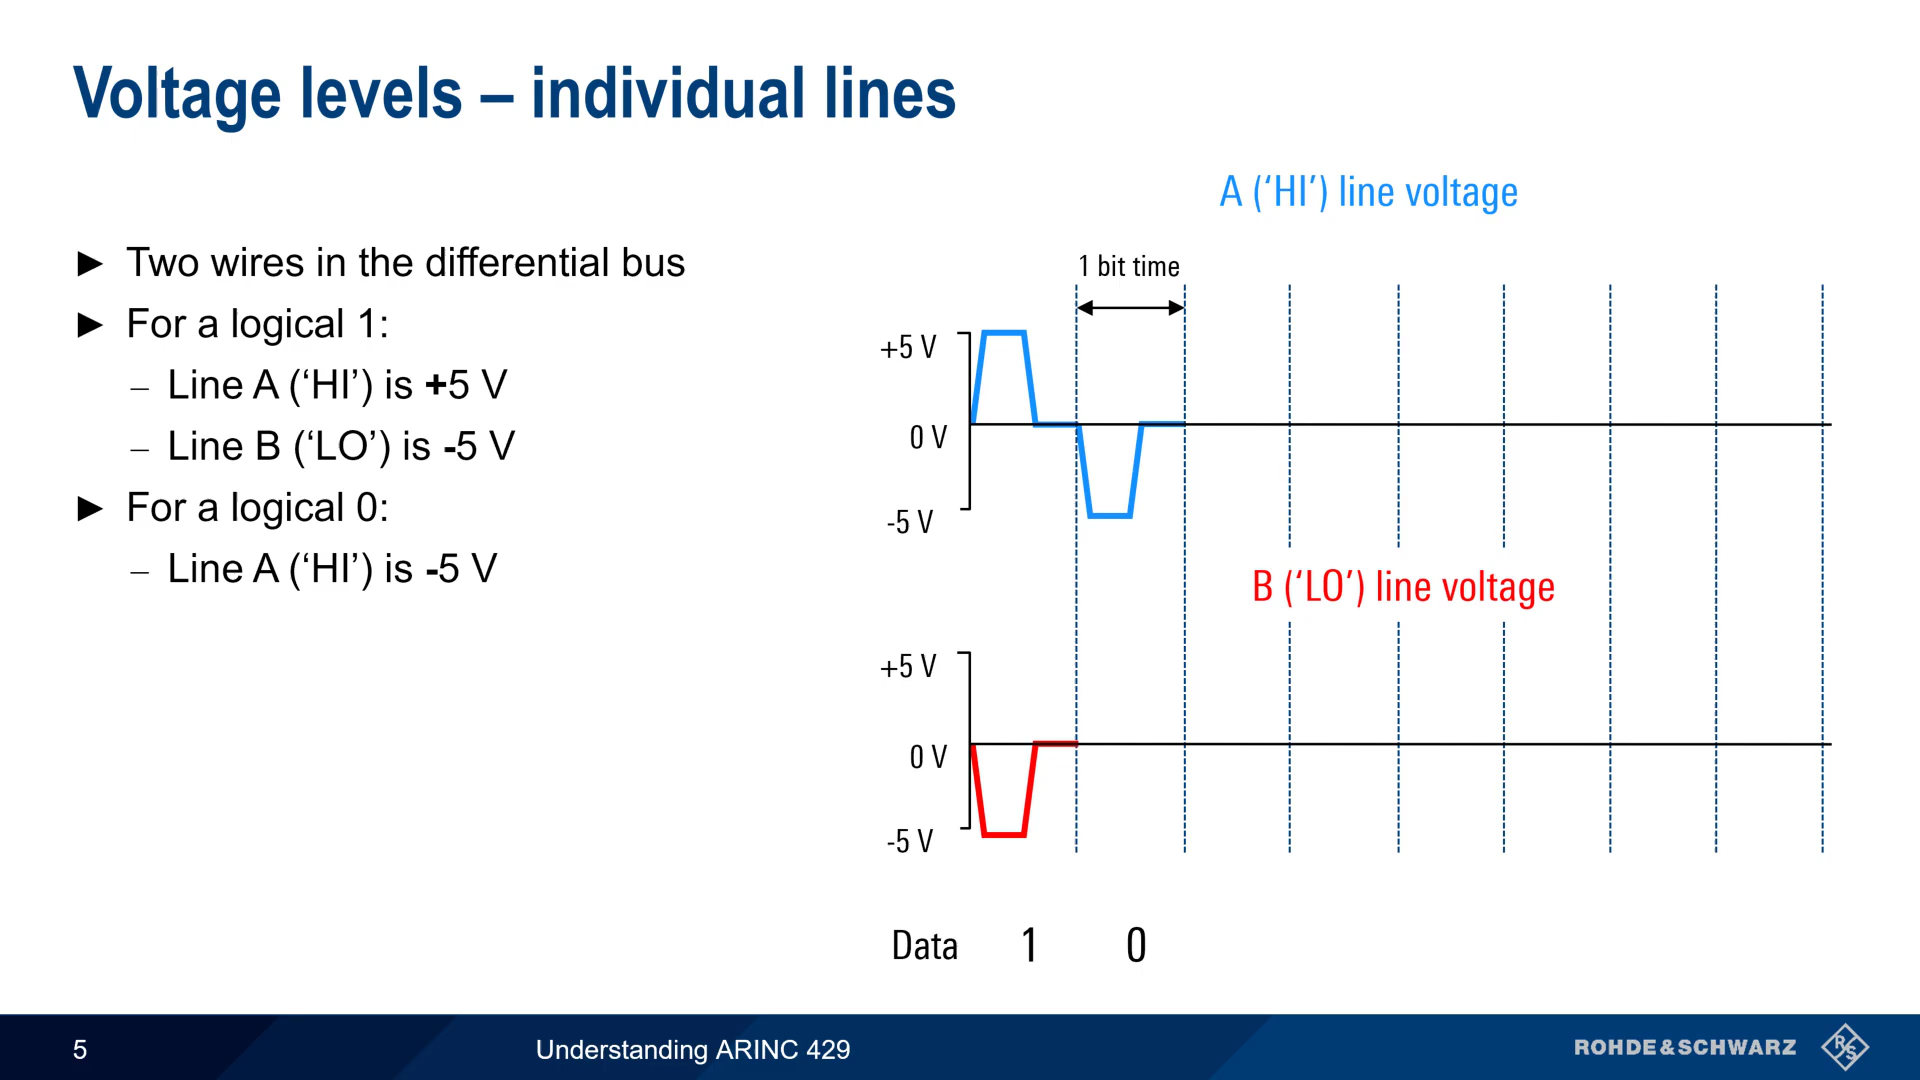 Voltage levels – individual lines
► Two wires in the differential bus
► For a logical 1:
– Line A (‘HI’) is +5 V
– Line B (‘LO’) is -5 V
► For a logical 0:
– Line A (‘HI’) is -5 V
A (‘HI’) line voltage
1 bit time
+5 V
0 V
-5 V
B (‘LO’) line voltage
+5 V
0 V
-5 V
Data 1 0
5
Understanding ARINC 429
ROHDE&SCHWARZ
R&S